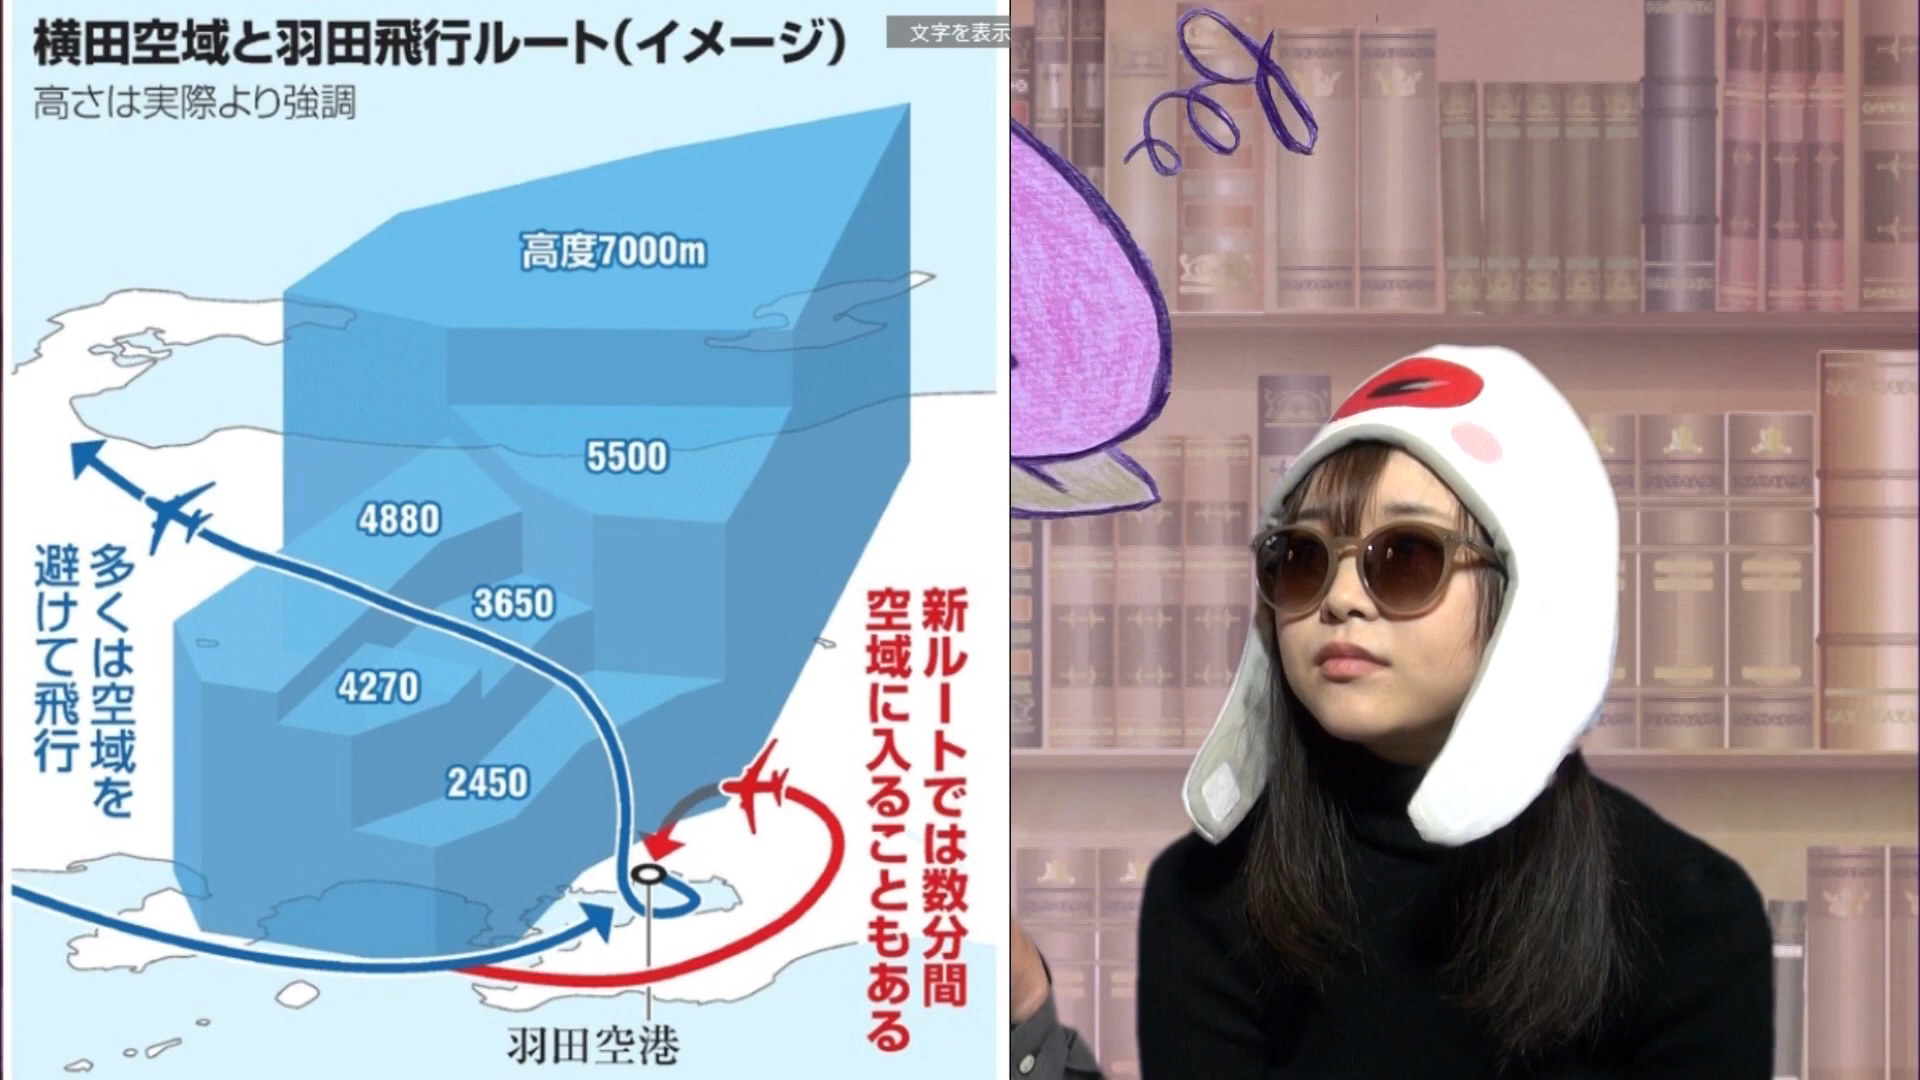 横田空域と羽田飛行ルート(イメージ)
文字を表示
高さは実際より強調
高度7000m
5500
4880
3650
4270
2450
多くは空域を
避けて飛行
新ルートでは数分間
空域に入ることもある
羽田空港